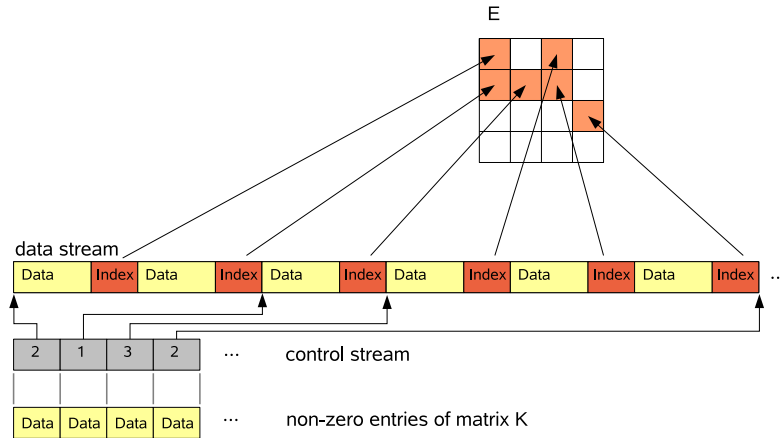 E
data stream
Data Index Data Index Data Index Data Index Data Index Data Index ..
2 1 3 2 ... control stream
Data Data Data Data ... non-zero entries of matrix K